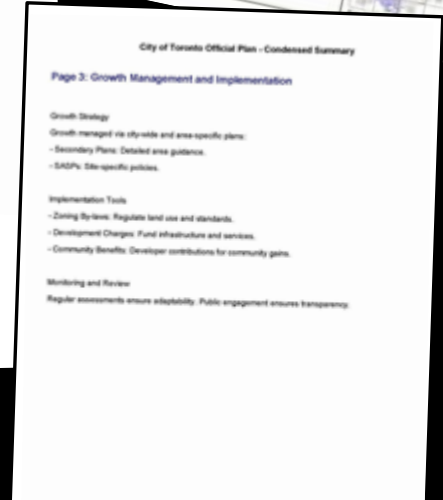 City of Toronto Official Plan - Condensed Summary
Page 3: Growth Management and Implementation
Growth Strategy
Growth managed via city-wide and area-specific plans:
- Secondary Plans: Detailed area guidance.
- SASPs: Site-specific policies.
Implementation Tools
- Zoning By-laws: Regulate land use and standards.
- Development Charges: Fund infrastructure and services.
- Community Benefits: Developer contributions for community gains.
Monitoring and Review
Regular assessments ensure adaptability. Public engagement ensures transparency.